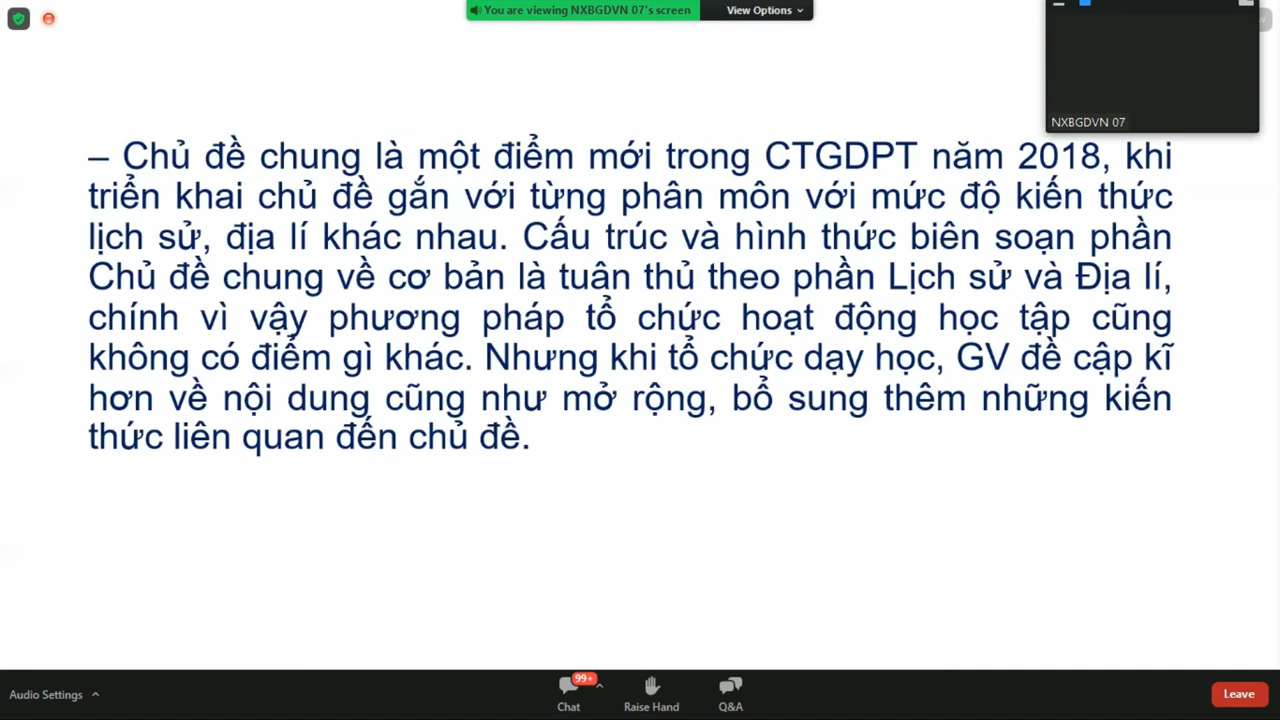 You are viewing NXBGDVN 07's screen
View Options
NXBGDVN 07
– Chủ đề chung là một điểm mới trong CTGDPT năm 2018, khi
triển khai chủ đề gắn với từng phân môn với mức độ kiến thức
lịch sử, địa lí khác nhau. Cấu trúc và hình thức biên soạn phần
Chủ đề chung về cơ bản là tuân thủ theo phần Lịch sử và Địa lí,
chính vì vậy phương pháp tổ chức hoạt động học tập cũng
không có điểm gì khác. Nhưng khi tổ chức dạy học, GV đề cập kĩ
hơn về nội dung cũng như mở rộng, bổ sung thêm những kiến
thức liên quan đến chủ đề.
Audio Settings
99+
Chat
Raise Hand
Q&A
Leave